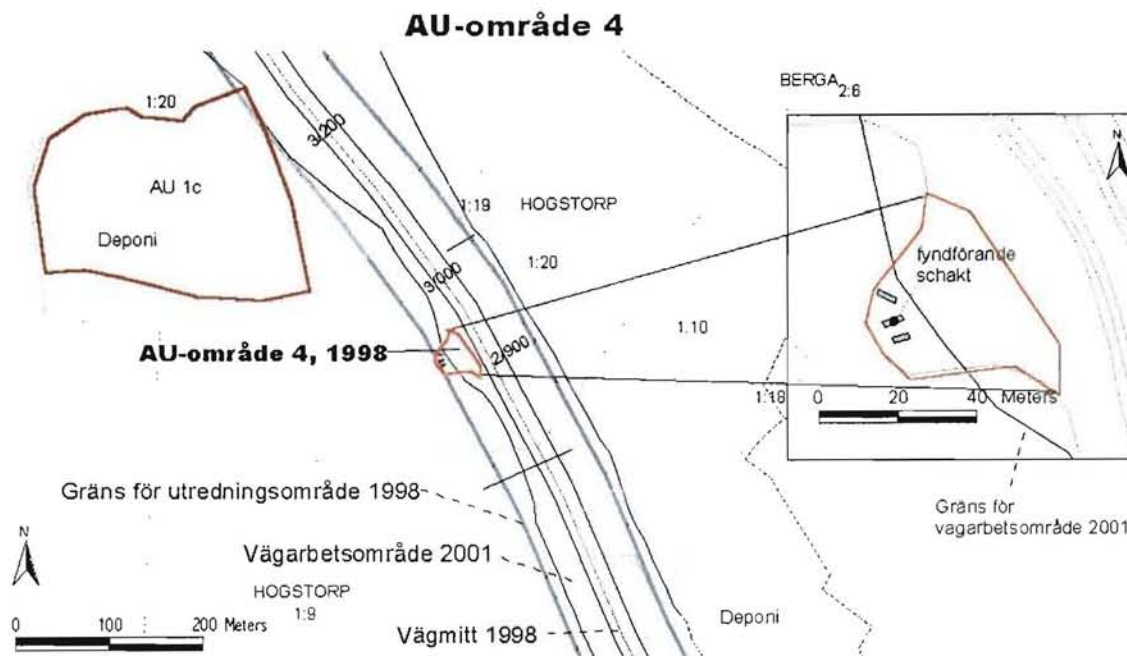 AU-område 4
BERGA
2:6
1:20
3/200
N
AU 1c
1:19
HOGSTORP
Deponi
1:20
fyndförande
schakt
3/000
1.10
AU-område 4, 1998
2/900
1:18
0 20 40 Meters
Gräns för utredningsområde 1998
Gräns för
vagarbetsområde 2001
Vägarbetsområde 2001
N
HOGSTORP
1:9
Deponi
0 100 200 Meters
Vägmitt 1998